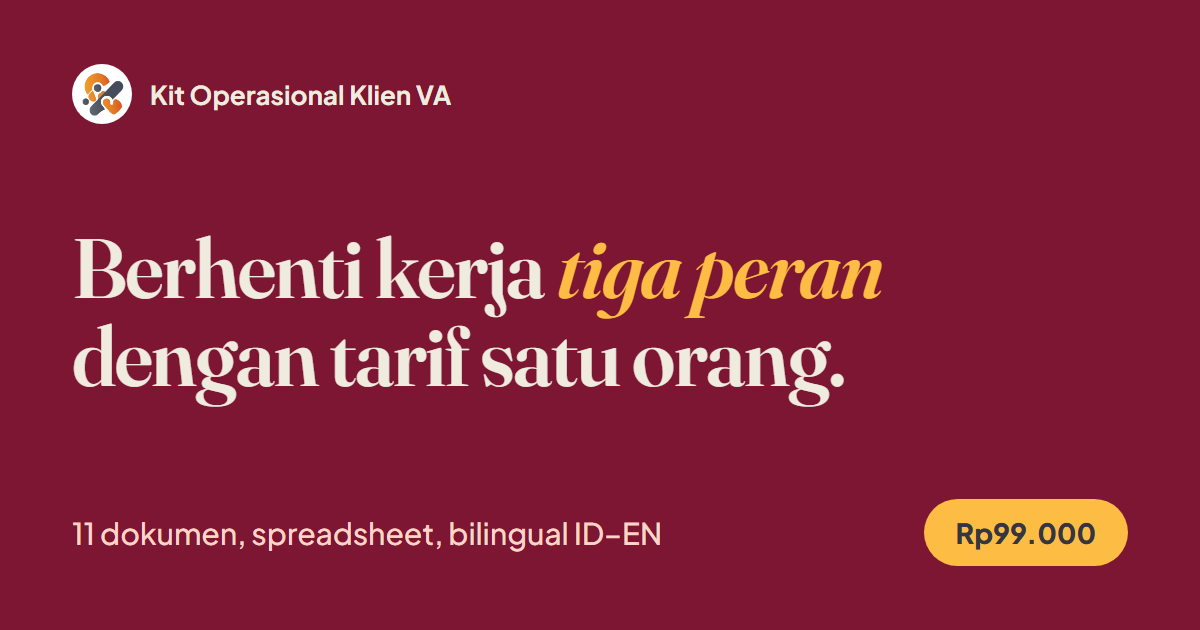 Kit Operasional Klien VA
Berhenti kerja tiga peran
dengan tarif satu orang.
11 dokumen, spreadsheet, bilingual ID–EN
Rp99.000